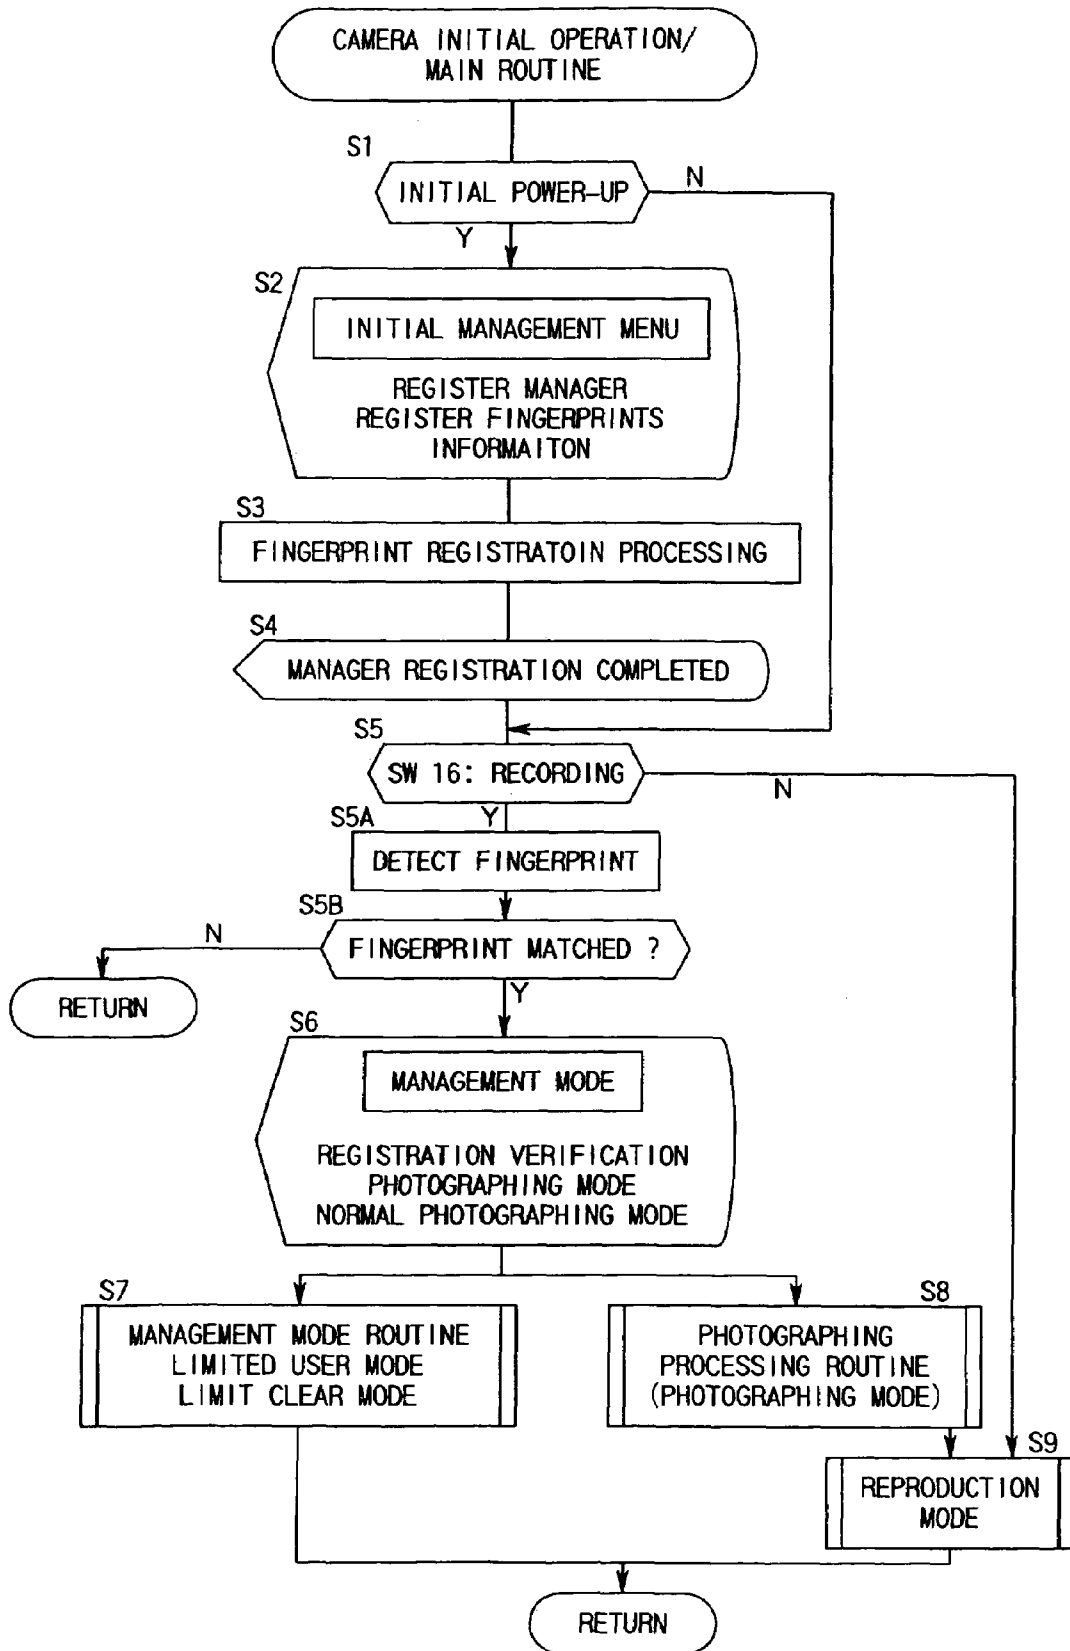 CAMERA INITIAL OPERATION/
MAIN ROUTINE
S1
INITIAL POWER-UP
N
Y
S2
INITIAL MANAGEMENT MENU
REGISTER MANAGER
REGISTER FINGERPRINTS
INFORMAITON
S3
FINGERPRINT REGISTRATOIN PROCESSING
S4
MANAGER REGISTRATION COMPLETED
S5
SW 16: RECORDING
N
Y
S5A
DETECT FINGERPRINT
S5B
N
FINGERPRINT MATCHED ?
RETURN
Y
S6
MANAGEMENT MODE
REGISTRATION VERIFICATION
PHOTOGRAPHING MODE
NORMAL PHOTOGRAPHING MODE
S7
MANAGEMENT MODE ROUTINE
LIMITED USER MODE
LIMIT CLEAR MODE
S8
PHOTOGRAPHING
PROCESSING ROUTINE
(PHOTOGRAPHING MODE)
S9
REPRODUCTION
MODE
RETURN